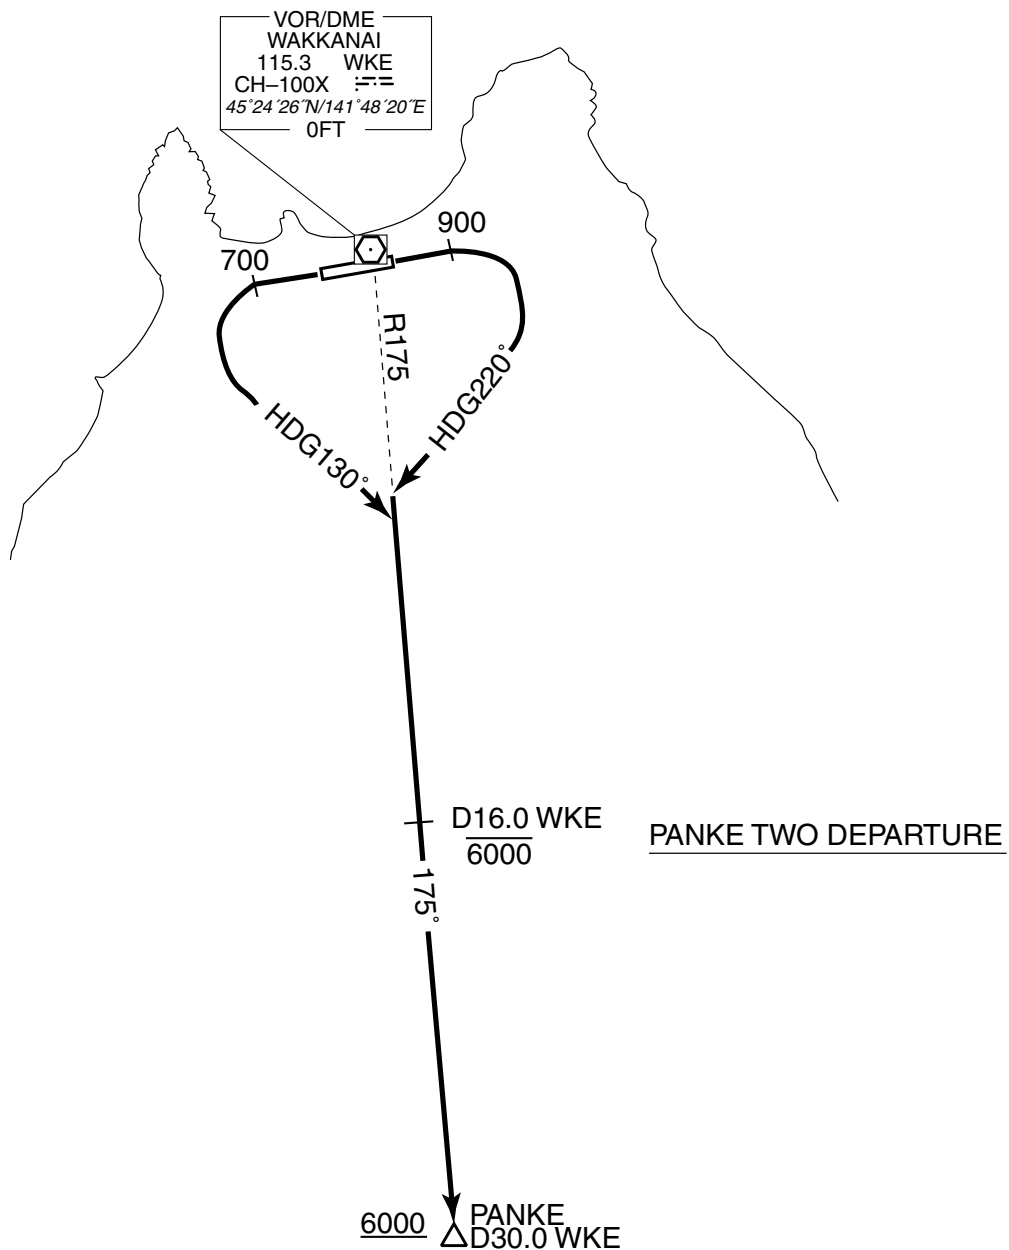 VOR/DME
WAKKANAI
115.3 WKE
CH–100X
45°24´26˝N/141°48´20˝E
0FT
900
700
R175
HDG220°
HDG130°
D16.0 WKE
6000
PANKE TWO DEPARTURE
175°
PANKE
6000
D30.0 WKE